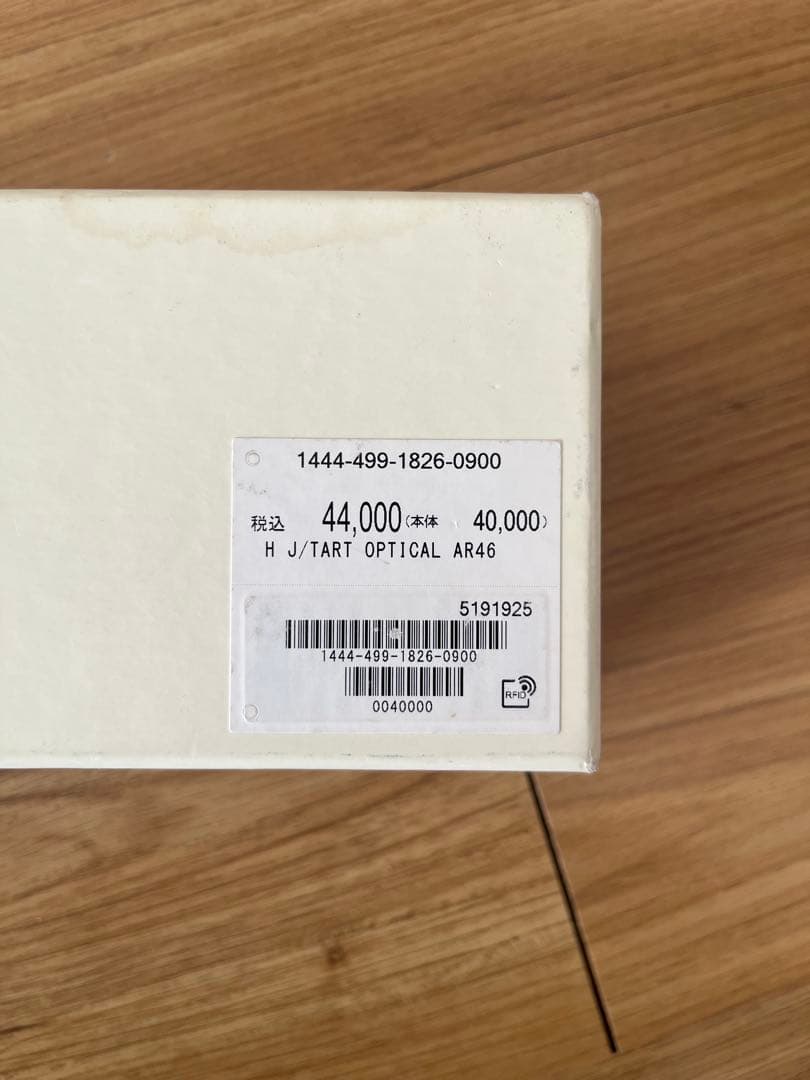 1444-499-1826-0900
税込 44,000(本体 40,000)
H J/TART OPTICAL AR46
5191925
1444-499-1826-0900
RFID
0040000